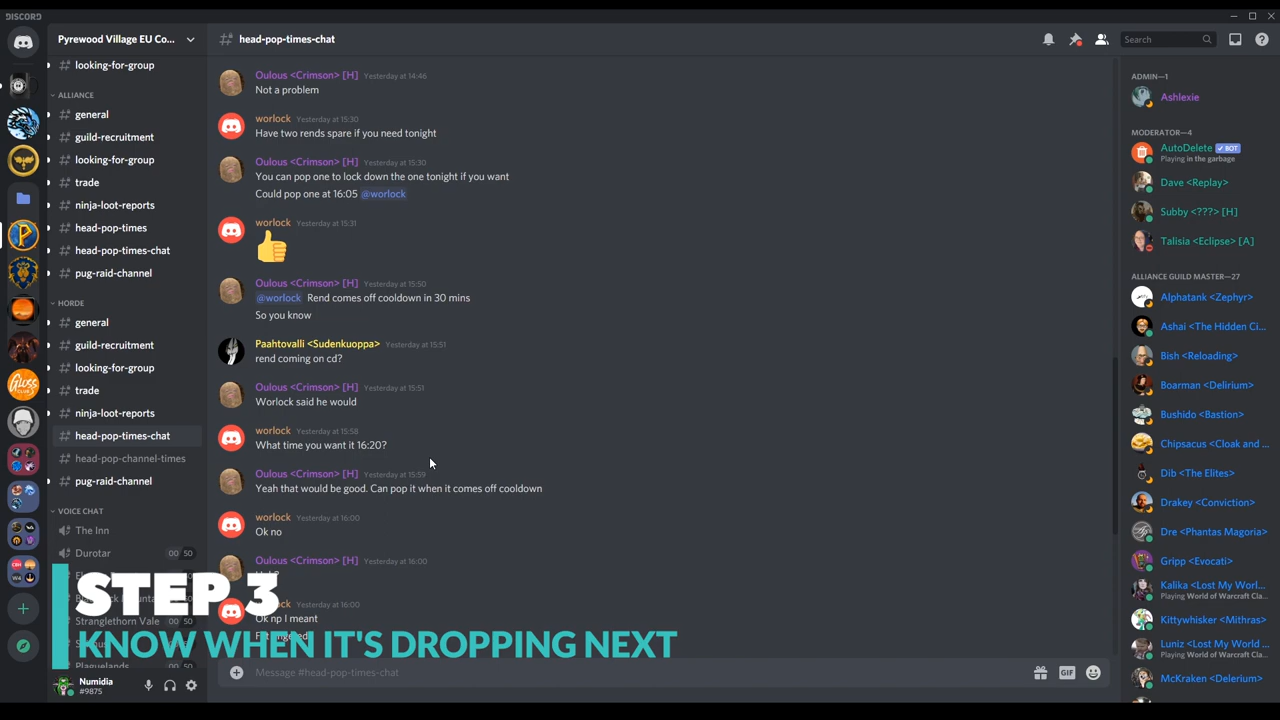 DISCORD
Pyrewood Village EU Co...
looking-for-group
ALLIANCE
general
guild-recruitment
looking-for-group
trade
ninja-loot-reports
head-pop-times
head-pop-times-chat
pug-raid-channel
HORDE
general
guild-recruitment
looking-for-group
trade
ninja-loot-reports
head-pop-times-chat
head-pop-channel-times
pug-raid-channel
VOICE CHAT
The Inn
Durotar 00 50
Stranglethorn Vale 00 50
Plaguelands
Numidia
#9875
head-pop-times-chat
Search
Oulous <Crimson> [H] Yesterday at 14:46
Not a problem
worlock Yesterday at 15:30
Have two rends spare if you need tonight
Oulous <Crimson> [H] Yesterday at 15:30
You can pop one to lock down the one tonight if you want
Could pop one at 16:05 @worlock
worlock Yesterday at 15:31
Oulous <Crimson> [H] Yesterday at 15:50
@worlock Rend comes off cooldown in 30 mins
So you know
Paahtovalli <Sudenkuoppa> Yesterday at 15:51
rend coming on cd?
Oulous <Crimson> [H] Yesterday at 15:51
Worlock said he would
worlock Yesterday at 15:58
What time you want it 16:20?
Oulous <Crimson> [H] Yesterday at 15:59
Yeah that would be good. Can pop it when it comes off cooldown
worlock Yesterday at 16:00
Ok no
Oulous <Crimson> [H] Yesterday at 16:00
Yesterday at 16:00
Ok np I meant
STEP 3
KNOW WHEN IT'S DROPPING NEXT
Message #head-pop-times-chat
GIF
ADMIN—1
Ashlexie
MODERATOR—4
AutoDelete BOT
Playing in the garbage
Dave <Replay>
Subby <???> [H]
Talisia <Eclipse> [A]
ALLIANCE GUILD MASTER—27
Alphatank <Zephyr>
Ashai <The Hidden Ci...
Bish <Reloading>
Boarman <Delirium>
Bushido <Bastion>
Chipsacus <Cloak and ...
Dib <The Elites>
Drakey <Concordia>
Dre <Phantas Magoria>
Gripp <Evocati>
Kalika <Lost My Worl...
Playing World of Warcraft Cla...
Kittywhisker <Mithras>
Luniz <Lost My World ...
Playing World of Warcraft Cla...
McKraken <Delerium>